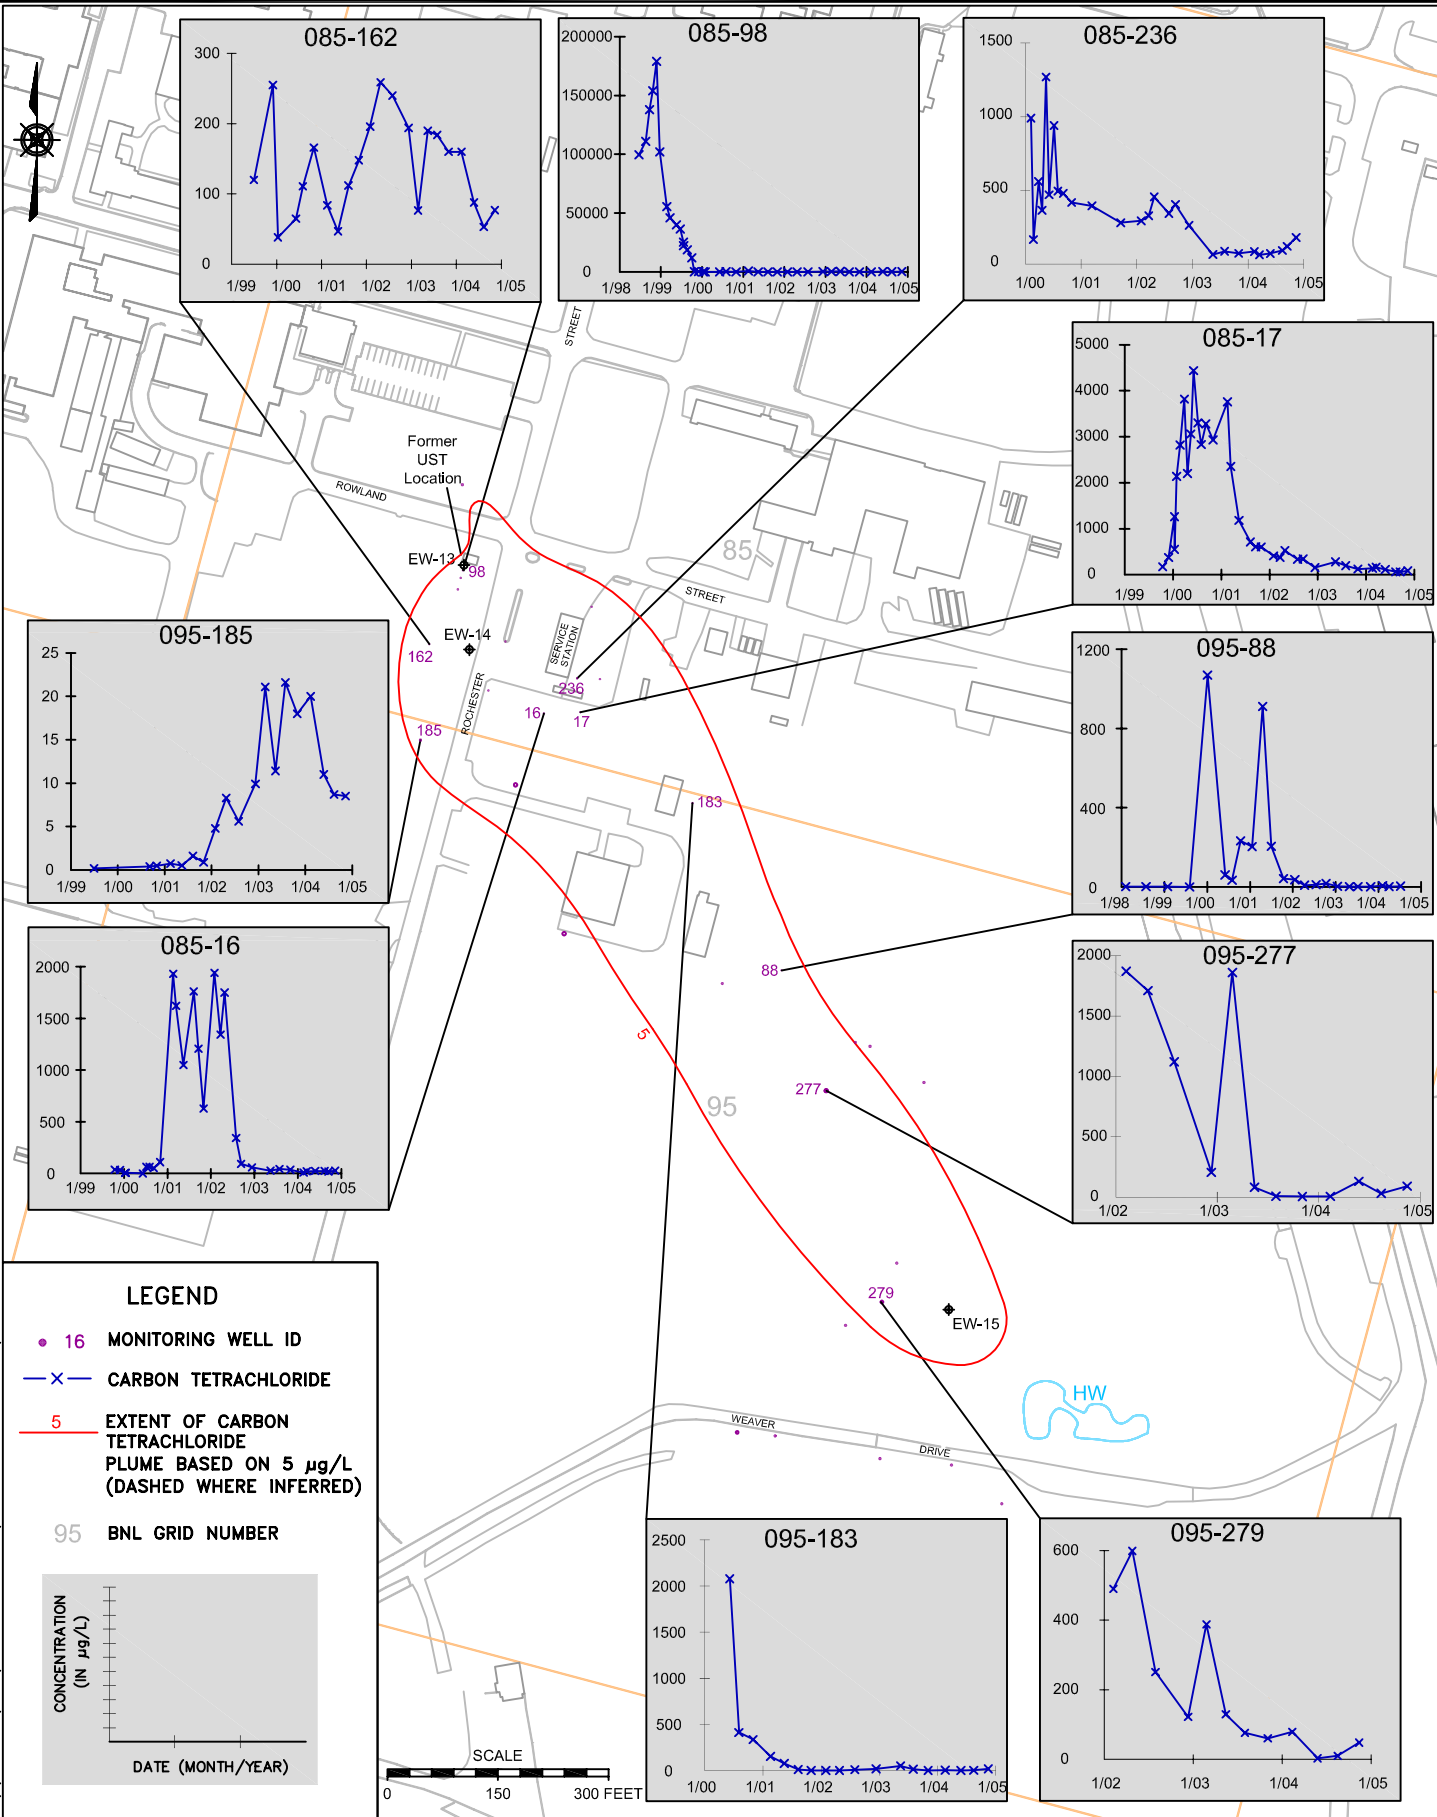 085-162
300
200
100
0
1/99 1/00 1/01 1/02 1/03 1/04 1/05
085-98
200000
150000
100000
50000
0
1/98 1/99 1/00 1/01 1/02 1/03 1/04 1/05
085-236
1500
1000
500
0
1/00 1/01 1/02 1/03 1/04 1/05
085-17
5000
4000
3000
2000
1000
0
1/99 1/00 1/01 1/02 1/03 1/04 1/05
STREET
Former
UST
Location
ROWLAND
EW-13
98
85
STREET
EW-14
162
SERVICE
STATION
236
16
17
ROCHESTER
185
183
88
5
277
95
279
EW-15
HW
WEAVER
DRIVE
095-185
25
20
15
10
5
0
1/99 1/00 1/01 1/02 1/03 1/04 1/05
095-88
1200
800
400
0
1/98 1/99 1/00 1/01 1/02 1/03 1/04 1/05
085-16
2000
1500
1000
500
0
1/99 1/00 1/01 1/02 1/03 1/04 1/05
095-277
2000
1500
1000
500
0
1/02 1/03 1/04 1/05
LEGEND
16 MONITORING WELL ID
CARBON TETRACHLORIDE
5 EXTENT OF CARBON
TETRACHLORIDE
PLUME BASED ON 5 µg/L
(DASHED WHERE INFERRED)
95 BNL GRID NUMBER
CONCENTRATION
(IN µg/L)
DATE (MONTH/YEAR)
SCALE
0 150 300 FEET
095-183
2500
2000
1500
1000
500
0
1/00 1/01 1/02 1/03 1/04 1/05
095-279
600
400
200
0
1/02 1/03 1/04 1/05